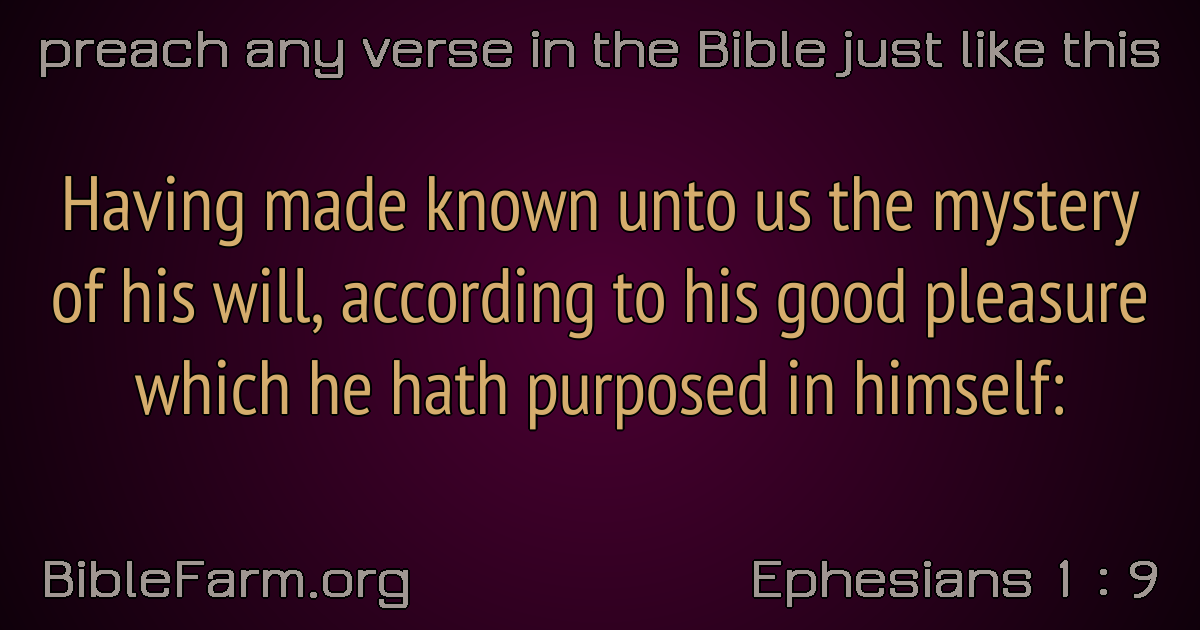 preach any verse in the Bible just like this
Having made known unto us the mystery
of his will, according to his good pleasure
which he hath purposed in himself:
BibleFarm.org
Ephesians 1 : 9